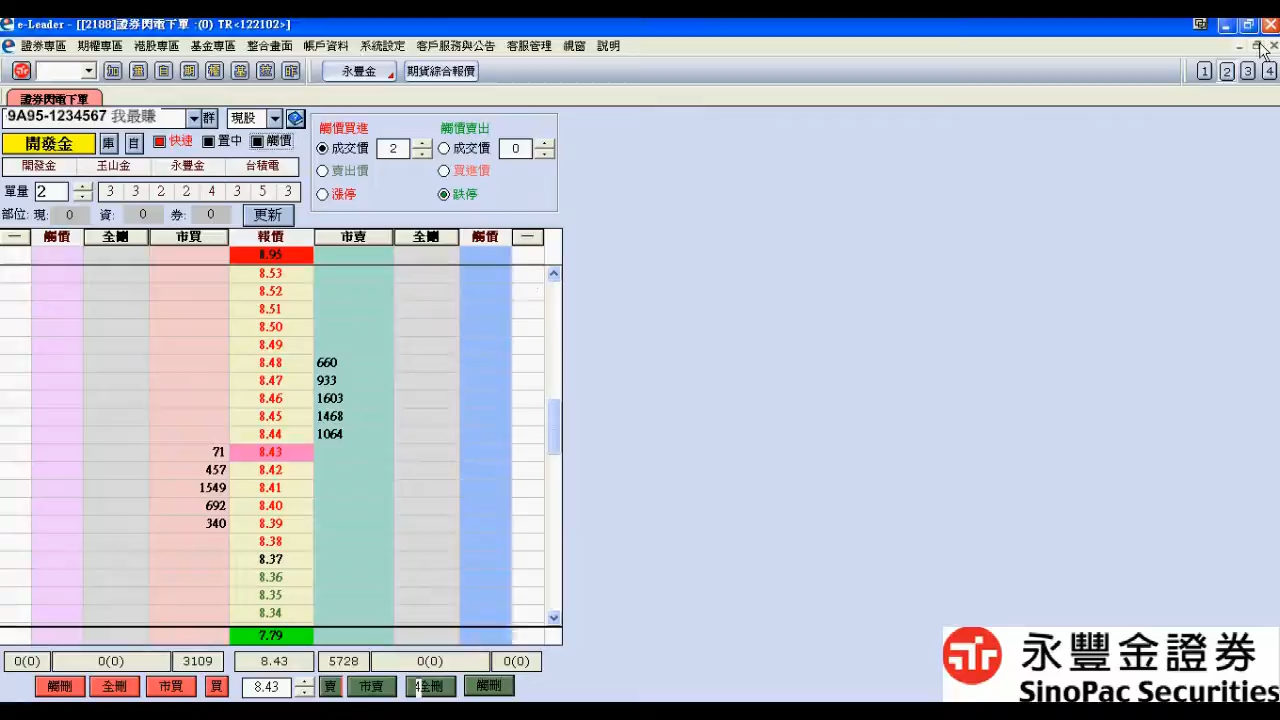 e-Leader - [[2188]證券閃電下單 :(0) TR<122102>]
證券專區 期權專區 港股專區 基金專區 整合畫面 帳戶資料 系統設定 客戶服務與公告 客服管理 視窗 說明
永豐金 期貨綜合報價 1 2 3 4
證券閃電下單
9A95-1234567 我最賺 群 現股
開發金 庫 自 快速 置中 觸價
開發金 玉山金 永豐金 台積電
單量 2 3 3 2 2 4 3 5 3
部位: 現: 0 資: 0 券: 0 更新
觸價買進 觸價賣出
成交價 2 成交價 0
賣出價 買進價
漲停 跌停
一 觸價 全刪 市買 報價 市賣 全刪 觸價 一
8.95
8.53
8.52
8.51
8.50
8.49
8.48 660
8.47 933
8.46 1603
8.45 1468
8.44 1064
71 8.43
457 8.42
1549 8.41
692 8.40
340 8.39
8.38
8.37
8.36
8.35
8.34
7.79
0(0) 0(0) 3109 8.43 5728 0(0) 0(0)
觸刪 全刪 市買 買 8.43 賣 市賣 全刪 觸刪
永豐金證券
SinoPac Securities